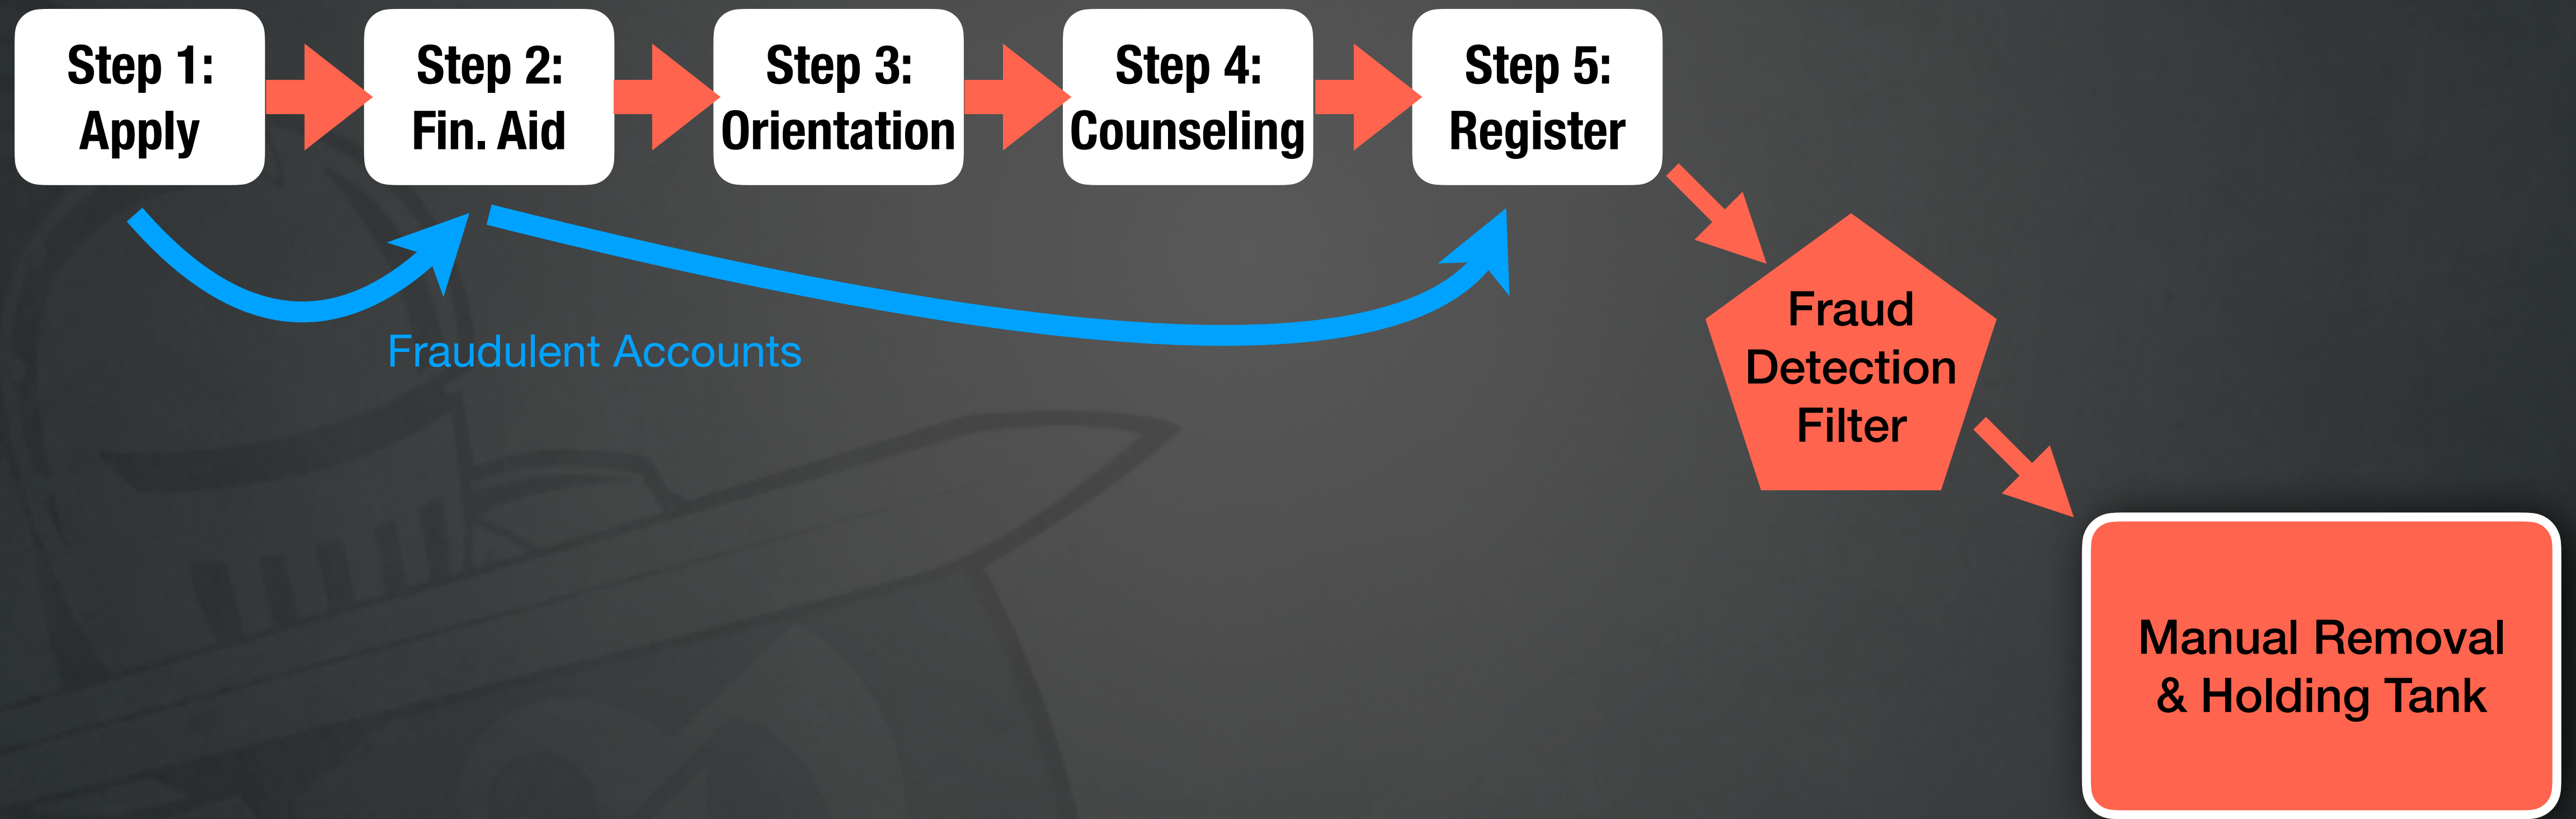 Step 1:
Apply
Step 2:
Fin. Aid
Step 3:
Orientation
Step 4:
Counseling
Step 5:
Register
Fraudulent Accounts
Fraud
Detection
Filter
Manual Removal
& Holding Tank